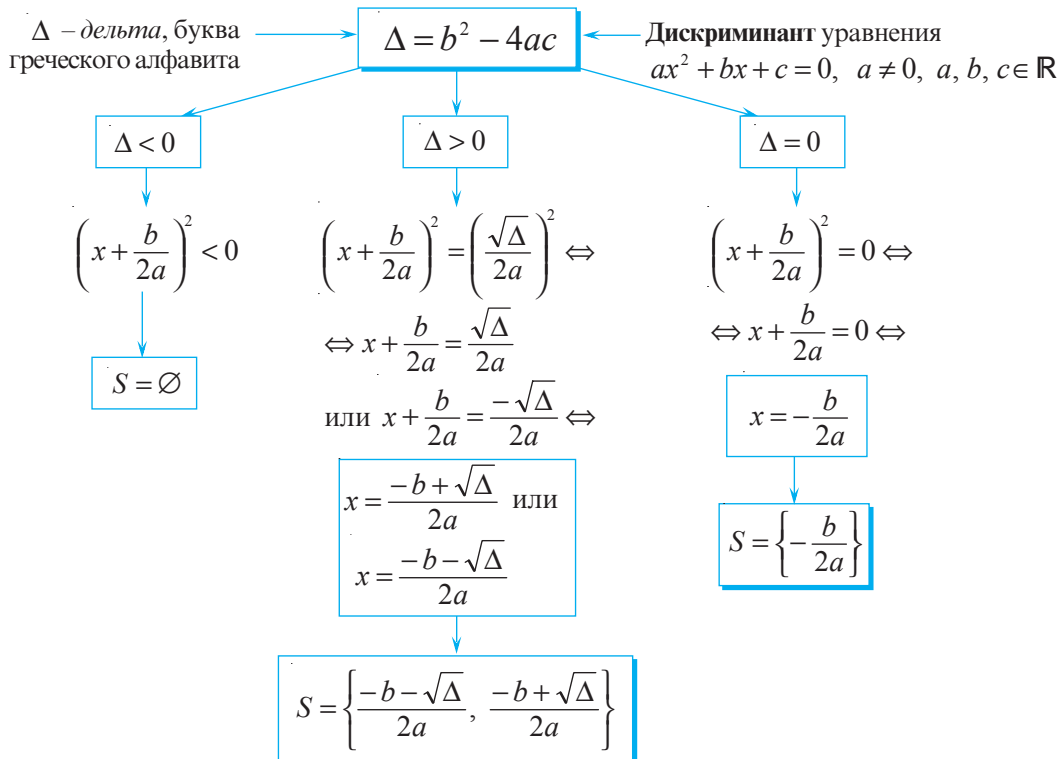 Δ – дельта, буква
греческого алфавита
Δ = b² − 4ac
Дискриминант уравнения
ax² + bx + c = 0, a ≠ 0, a, b, c ∈ ℝ
Δ < 0
(x + b/2a)² < 0
S = ∅
Δ > 0
(x + b/2a)² = (√Δ/2a)² ⇔
⇔ x + b/2a = √Δ/2a
или x + b/2a = −√Δ/2a ⇔
x = −b + √Δ/2a или
x = −b − √Δ/2a
S = {−b − √Δ/2a, −b + √Δ/2a}
Δ = 0
(x + b/2a)² = 0 ⇔
⇔ x + b/2a = 0 ⇔
x = −b/2a
S = {−b/2a}